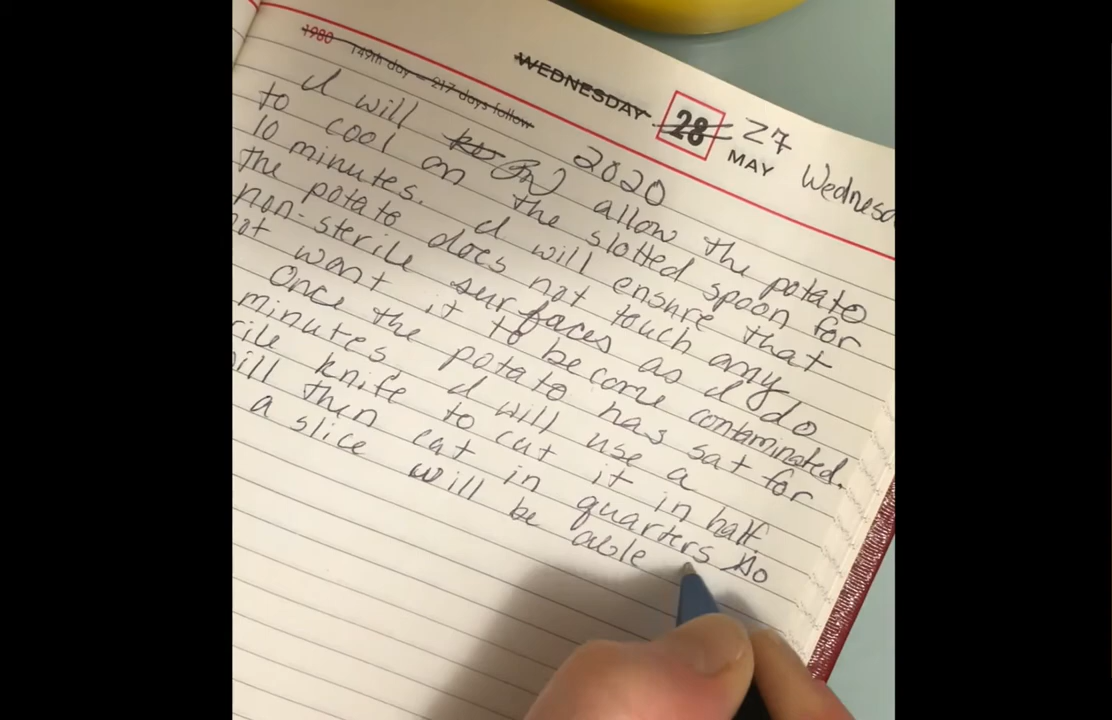 1980 149th day – 217 days follow
WEDNESDAY 28 27 Wednesd
MAY
2020
I will allow the potato
to cool on the slotted spoon for
10 minutes. I will ensure that
the potato does not touch any
non-sterile surfaces as I do
ot want it to become contaminated.
Once the potato has sat for
minutes I will use a
rile knife to cut it in half.
ill then cut in quarters so
a slice will be able